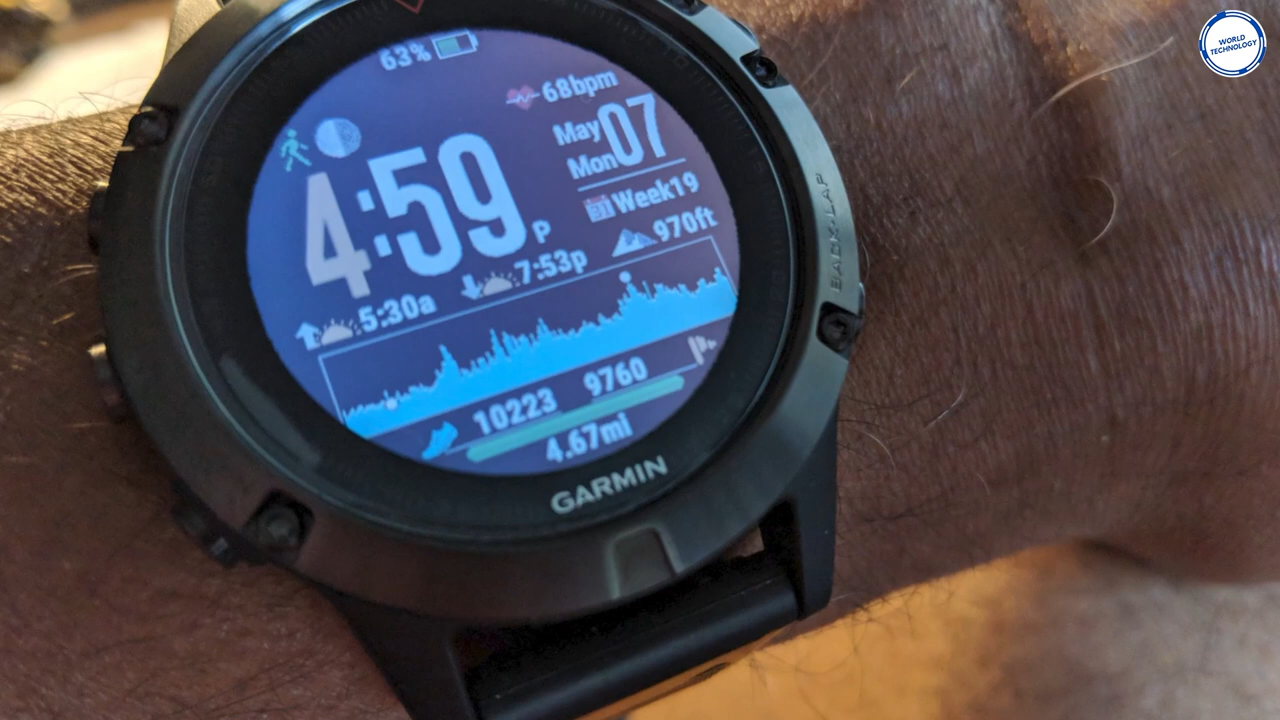 63%
68bpm
May
Mon
07
4:59
P
Week19
970ft
5:30a
7:53p
10223
9760
4.67mi
GARMIN
BACK·LAP
WORLD
TECHNOLOGY